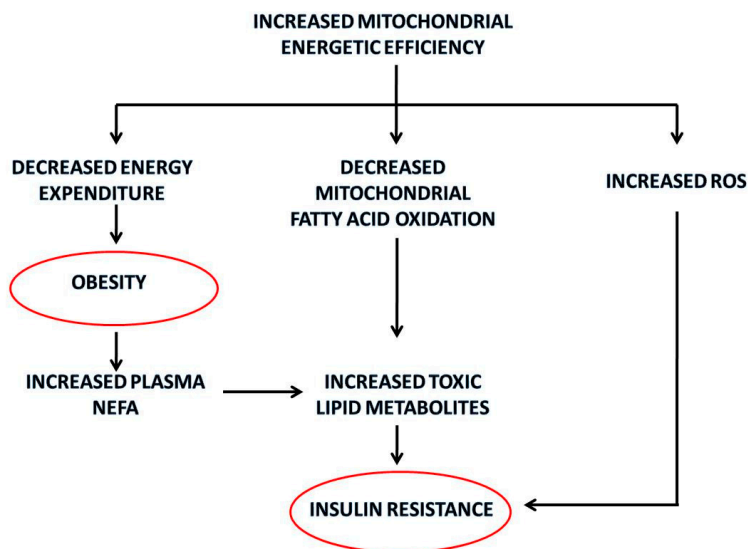 INCREASED MITOCHONDRIAL
ENERGETIC EFFICIENCY
DECREASED ENERGY
EXPENDITURE
DECREASED
MITOCHONDRIAL
FATTY ACID OXIDATION
INCREASED ROS
OBESITY
INCREASED PLASMA
NEFA
INCREASED TOXIC
LIPID METABOLITES
INSULIN RESISTANCE